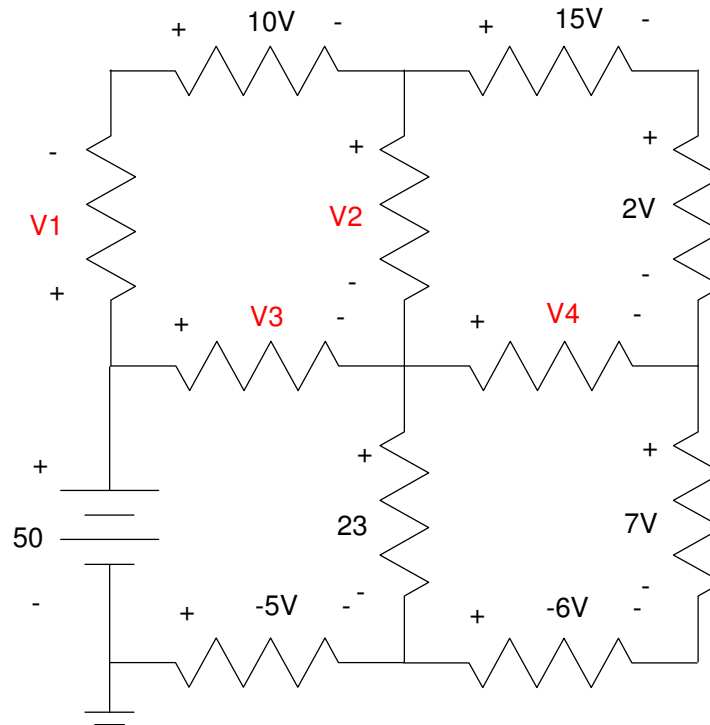 + 10V - + 15V -
- + +
V1 V2 2V
+ - -
+ V3 - + V4 -
+ + +
50 23 7V
- - -
+ -5V - + -6V -